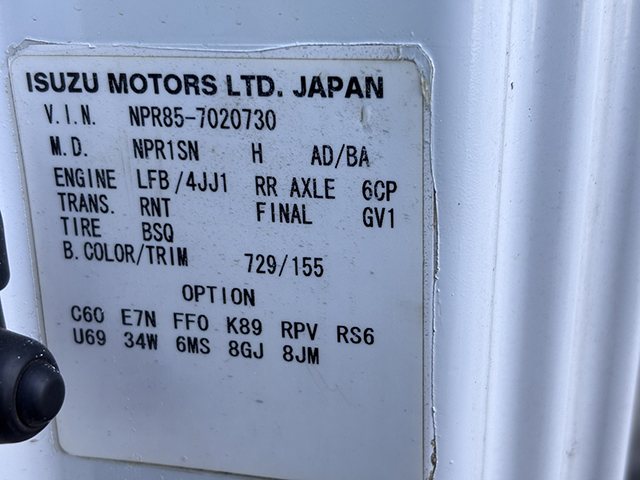 ISUZU MOTORS LTD. JAPAN
V.I.N. NPR85-7020730
M.D. NPR1SN H AD/BA
ENGINE LFB/4JJ1 RR AXLE 6CP
TRANS. RNT FINAL GV1
TIRE BSQ
B.COLOR/TRIM 729/155
OPTION
C60 E7N FFO K89 RPV RS6
U69 34W 6MS 8GJ 8JM